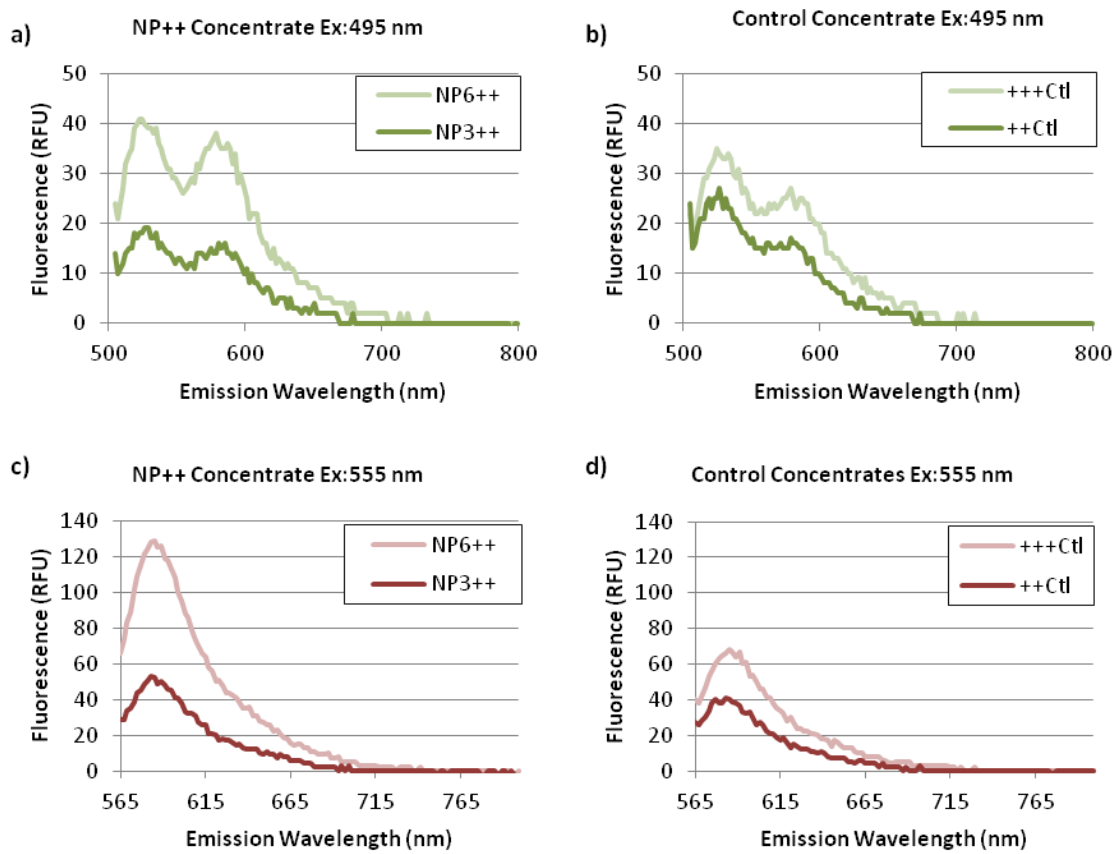 a)
NP++ Concentrate Ex:495 nm
Fluorescence (RFU)
50
40
30
20
10
0
NP6++
NP3++
500
600
700
800
Emission Wavelength (nm)
b)
Control Concentrate Ex:495 nm
Fluorescence (RFU)
50
40
30
20
10
0
+++Ctl
++Ctl
500
600
700
800
Emission Wavelength (nm)
c)
NP++ Concentrate Ex:555 nm
Fluorescence (RFU)
140
120
100
80
60
40
20
0
NP6++
NP3++
565
615
665
715
765
Emission Wavelength (nm)
d)
Control Concentrates Ex:555 nm
Fluorescence (RFU)
140
120
100
80
60
40
20
0
+++Ctl
++Ctl
565
615
665
715
765
Emission Wavelength (nm)